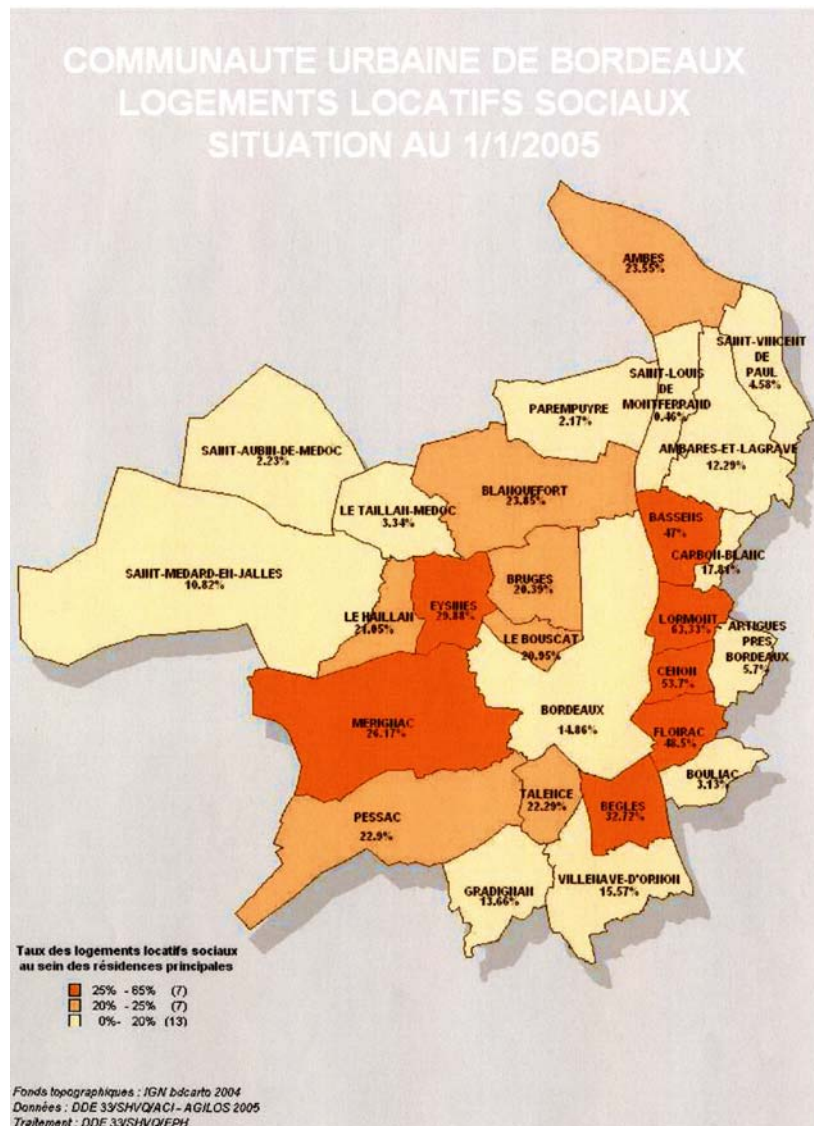 COMMUNAUTE URBAINE DE BORDEAUX
LOGEMENTS LOCATIFS SOCIAUX
SITUATION AU 1/1/2005
AMBES
23.55%
SAINT-VINCENT
DE
PAUL
4.58%
SAINT-LOUIS
DE
MONTFERRAND
0.46%
PAREMPUYRE
2.17%
AMBARES-ET-LAGRAVE
12.29%
SAINT-AUBIN-DE-MEDOC
2.23%
BLANQUEFORT
23.85%
LE TAILLAN-MEDOC
3.34%
BASSENS
47%
CARBON-BLANC
17.81%
SAINT-MEDARD-EN-JALLES
10.82%
BRUGES
20.39%
EYSINES
29.88%
LE HAILLAN
21.05%
LORMONT
63.33%
ARTIGUES
PRES
BORDEAUX
5.7%
LE BOUSCAT
20.95%
CENON
53.7%
BORDEAUX
14.86%
MERIGNAC
26.17%
FLOIRAC
48.5%
BOULIAC
3.13%
TALENCE
22.29%
BEGLES
32.72%
PESSAC
22.9%
VILLENAVE-D'ORNON
15.57%
GRADIGNAN
13.66%
Taux des logements locatifs sociaux
au sein des résidences principales
25% - 65% (7)
20% - 25% (7)
0%- 20% (13)
Fonds topographiques : IGN bdcarto 2004
Données : DDE 33/SHVQ/ACI - AGILOS 2005
Traitement : DDE 33/SHVQ/EPH